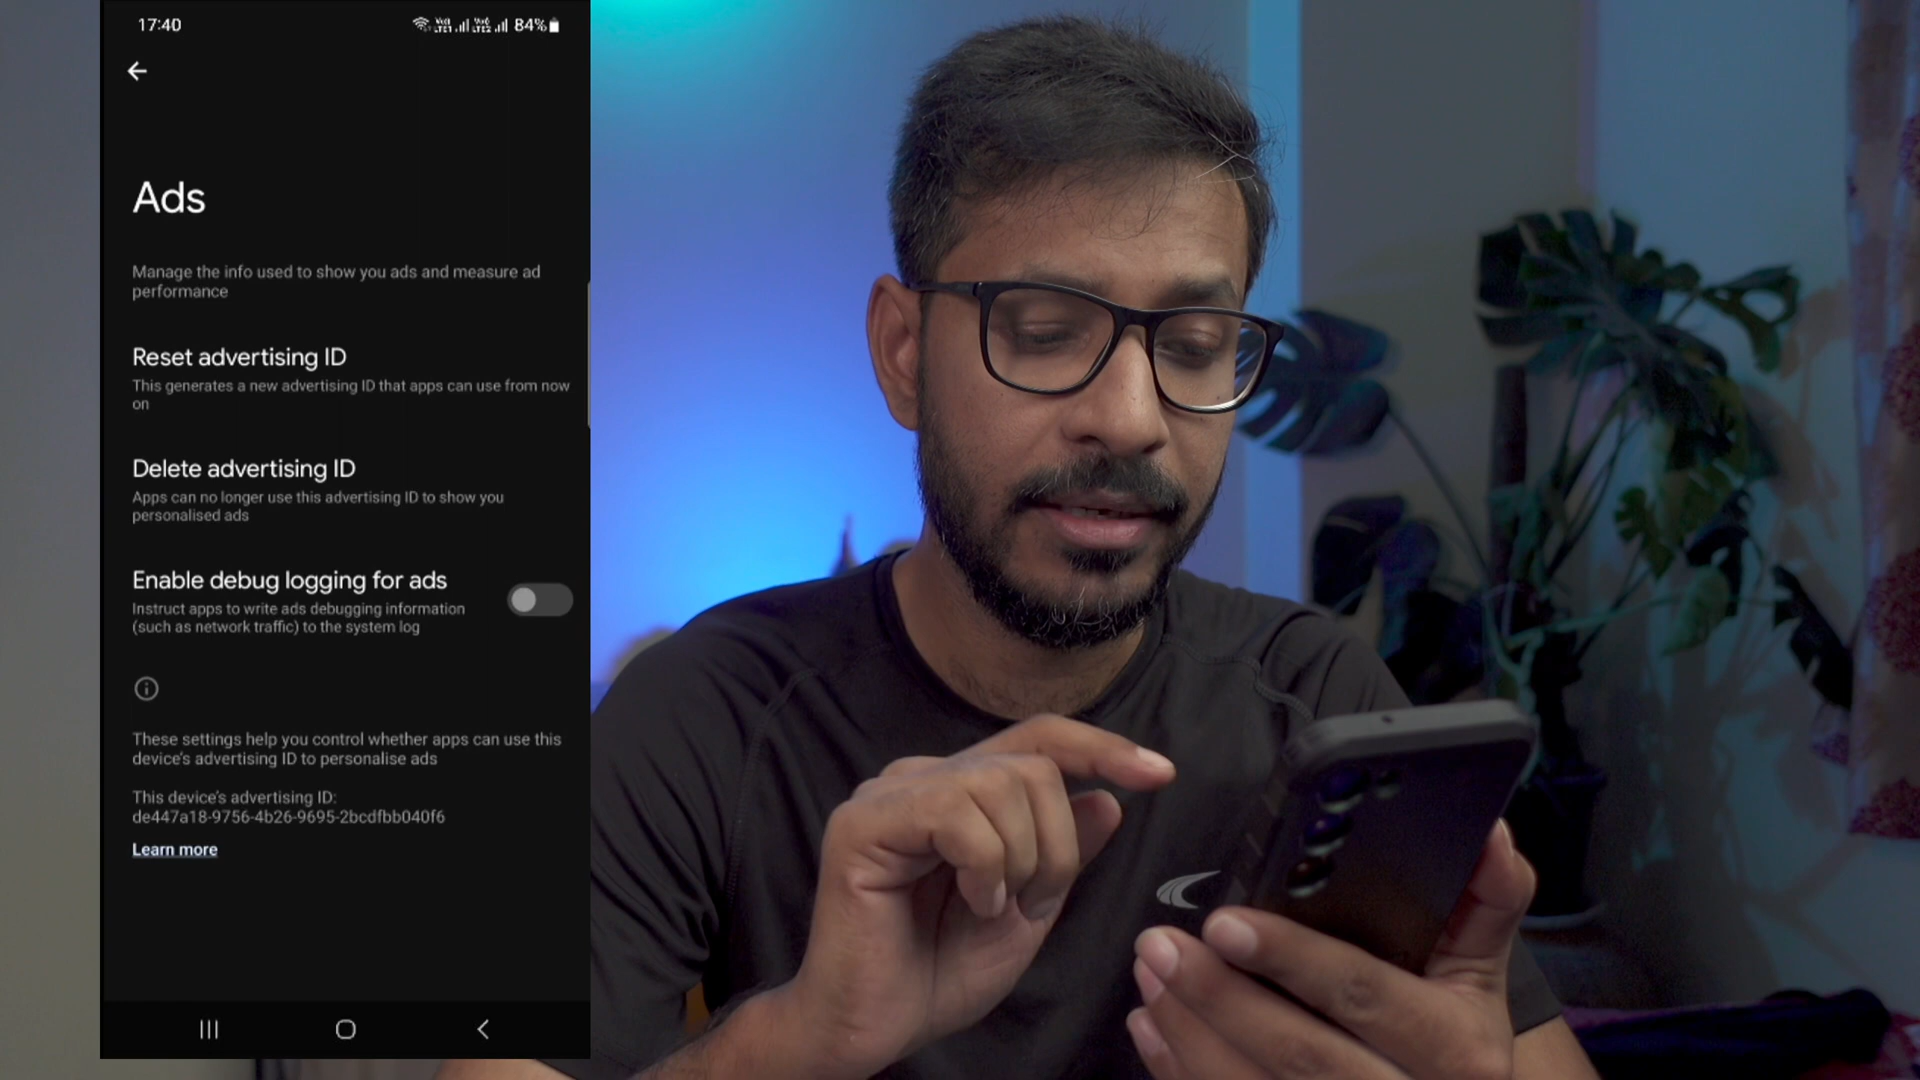 17:40
84%
Ads
Manage the info used to show you ads and measure ad
performance
Reset advertising ID
This generates a new advertising ID that apps can use from now
on
Delete advertising ID
Apps can no longer use this advertising ID to show you
personalised ads
Enable debug logging for ads
Instruct apps to write ads debugging information
(such as network traffic) to the system log
These settings help you control whether apps can use this
device's advertising ID to personalise ads
This device's advertising ID:
de447a18-9756-4b26-9695-2bcdfbb040f6
Learn more